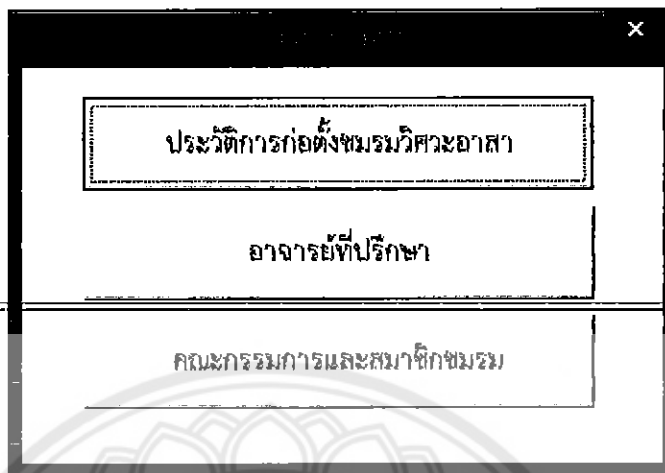 ประวัติการก่อตั้งชมรมวิศวะอาสา
อาจารย์ที่ปรึกษา
คณะกรรมการและสมาชิกชมรม